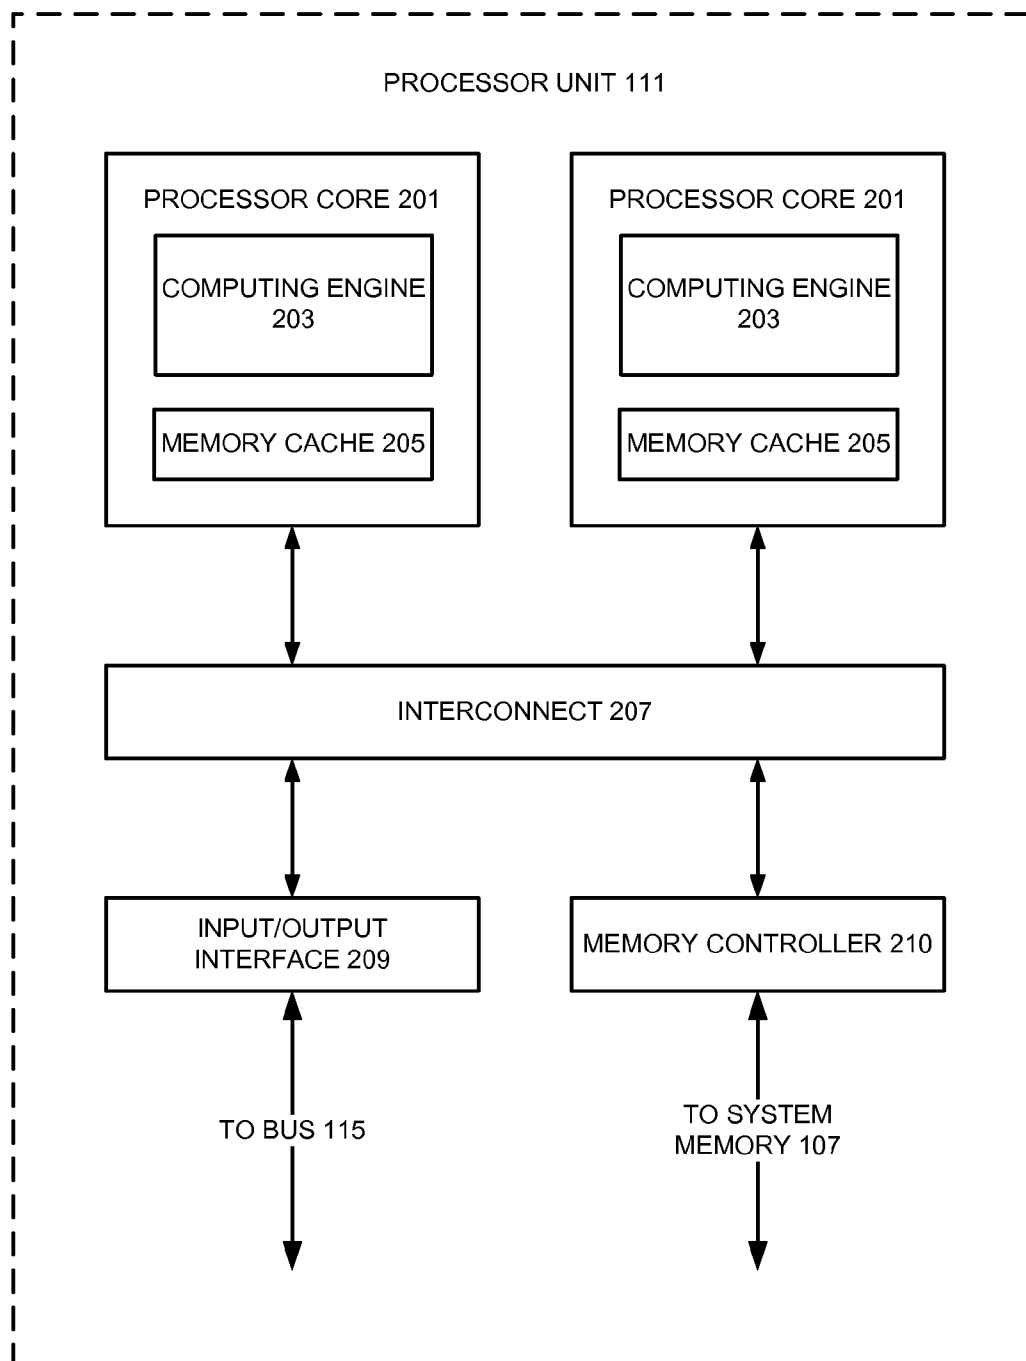 PROCESSOR UNIT 111
PROCESSOR CORE 201
COMPUTING ENGINE
203
MEMORY CACHE 205
PROCESSOR CORE 201
COMPUTING ENGINE
203
MEMORY CACHE 205
INTERCONNECT 207
INPUT/OUTPUT
INTERFACE 209
MEMORY CONTROLLER 210
TO BUS 115
TO SYSTEM
MEMORY 107